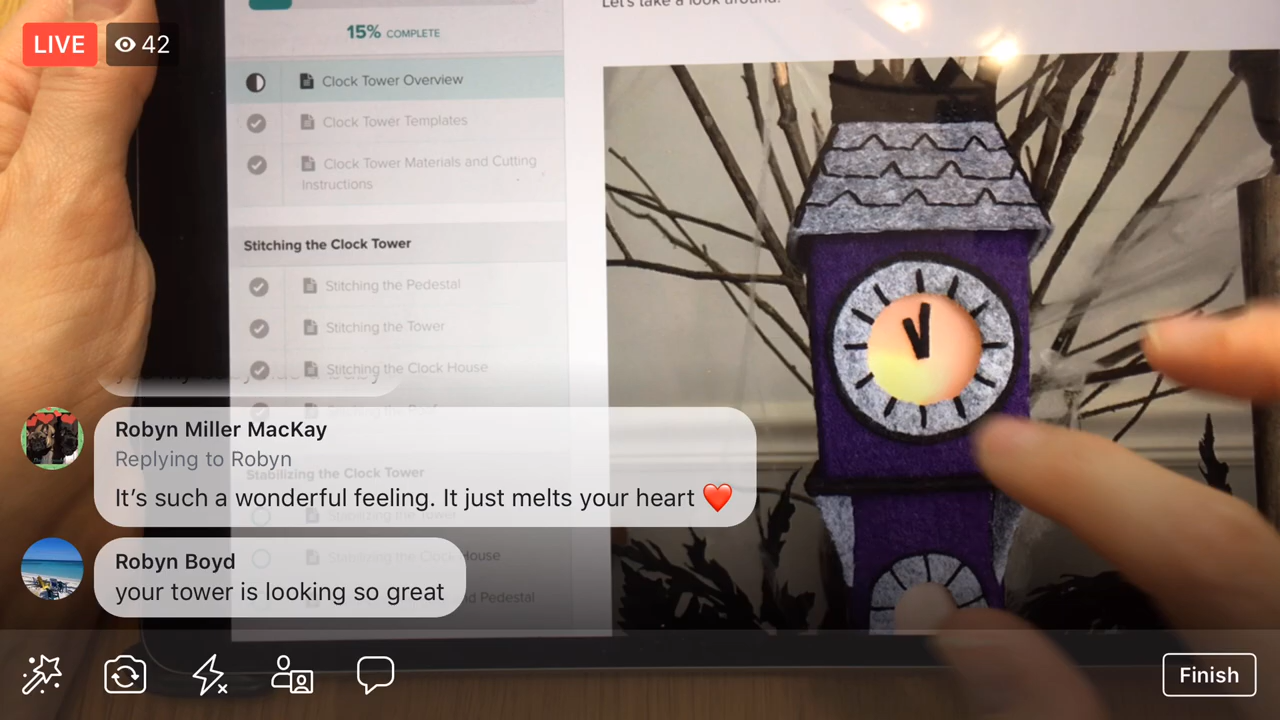 LIVE
42
Let's take a look around!
15% COMPLETE
Clock Tower Overview
Clock Tower Templates
Clock Tower Materials and Cutting
Instructions
Stitching the Clock Tower
Stitching the Pedestal
Stitching the Tower
Stitching the Clock House
Robyn Miller MacKay
Replying to Robyn
It's such a wonderful feeling. It just melts your heart ❤️
Stabilizing the Clock Tower
Stabilizing the Tower
Robyn Boyd
your tower is looking so great
Stabilizing the Clock House
Pedestal
Finish